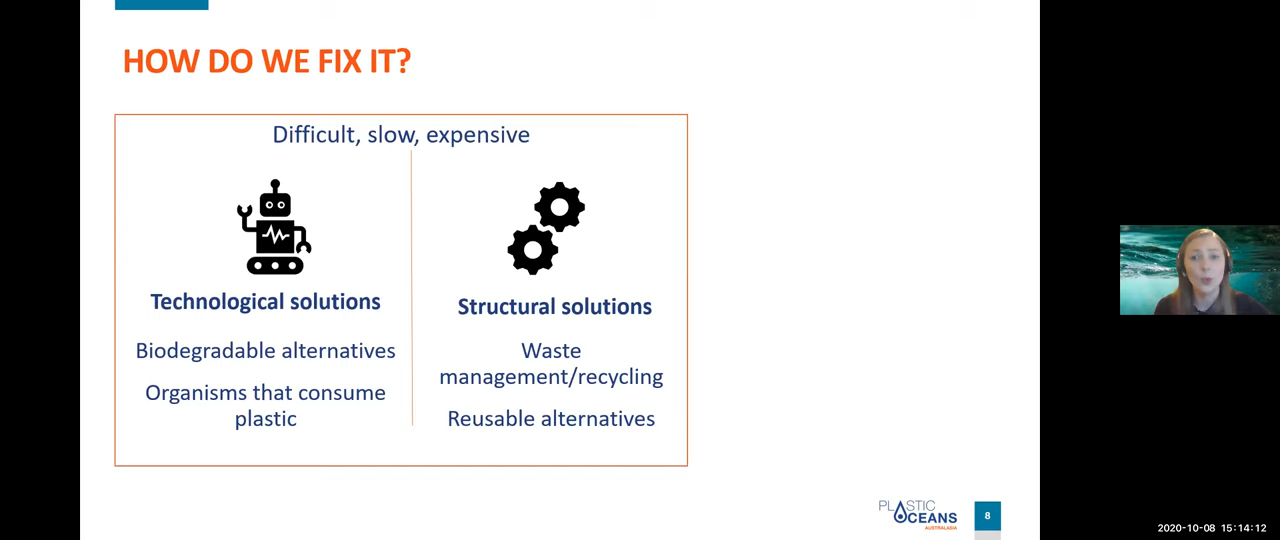 HOW DO WE FIX IT?
Difficult, slow, expensive
Technological solutions
Biodegradable alternatives
Organisms that consume
plastic
Structural solutions
Waste
management/recycling
Reusable alternatives
PLASTIC
OCEANS
AUSTRALASIA
8
2020-10-08 15:14:12